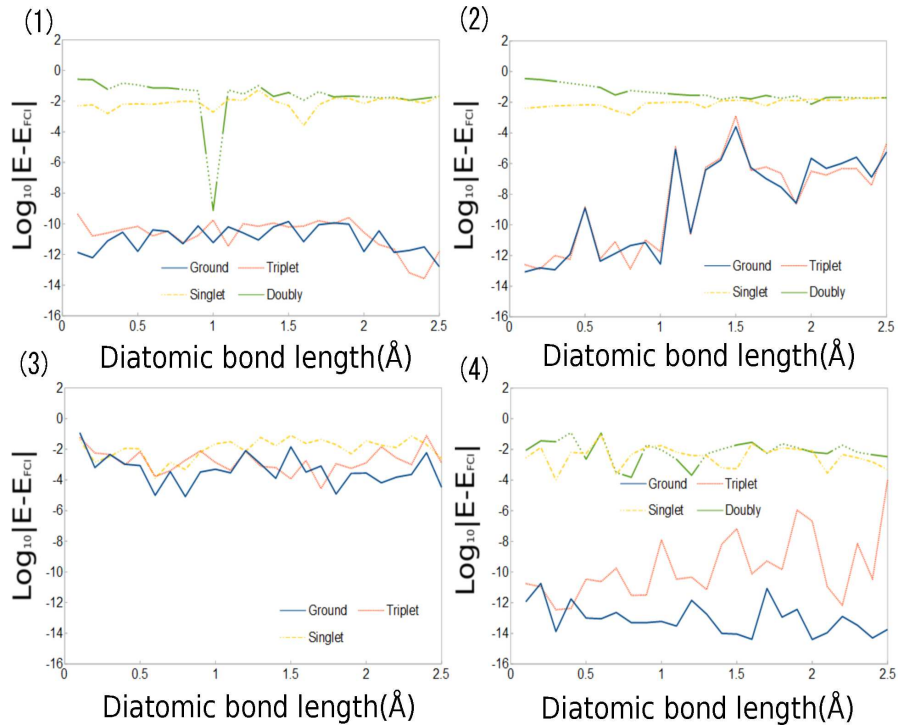 (1)
Log₁₀|E-E_FCI|
2
0
-2
-4
-6
-8
-10
-12
-14
-16
Ground Triplet
Singlet Doubly
0 0.5 1 1.5 2 2.5
Diatomic bond length(Å)
(2)
Log₁₀|E-E_FCI|
2
0
-2
-4
-6
-8
-10
-12
-14
-16
Ground Triplet
Singlet Doubly
0 0.5 1 1.5 2 2.5
Diatomic bond length(Å)
(3)
Log₁₀|E-E_FCI|
2
0
-2
-4
-6
-8
-10
-12
-14
-16
Ground Triplet
Singlet
0 0.5 1 1.5 2 2.5
Diatomic bond length(Å)
(4)
Log₁₀|E-E_FCI|
2
0
-2
-4
-6
-8
-10
-12
-14
-16
Ground Triplet
Singlet Doubly
0 0.5 1 1.5 2 2.5
Diatomic bond length(Å)